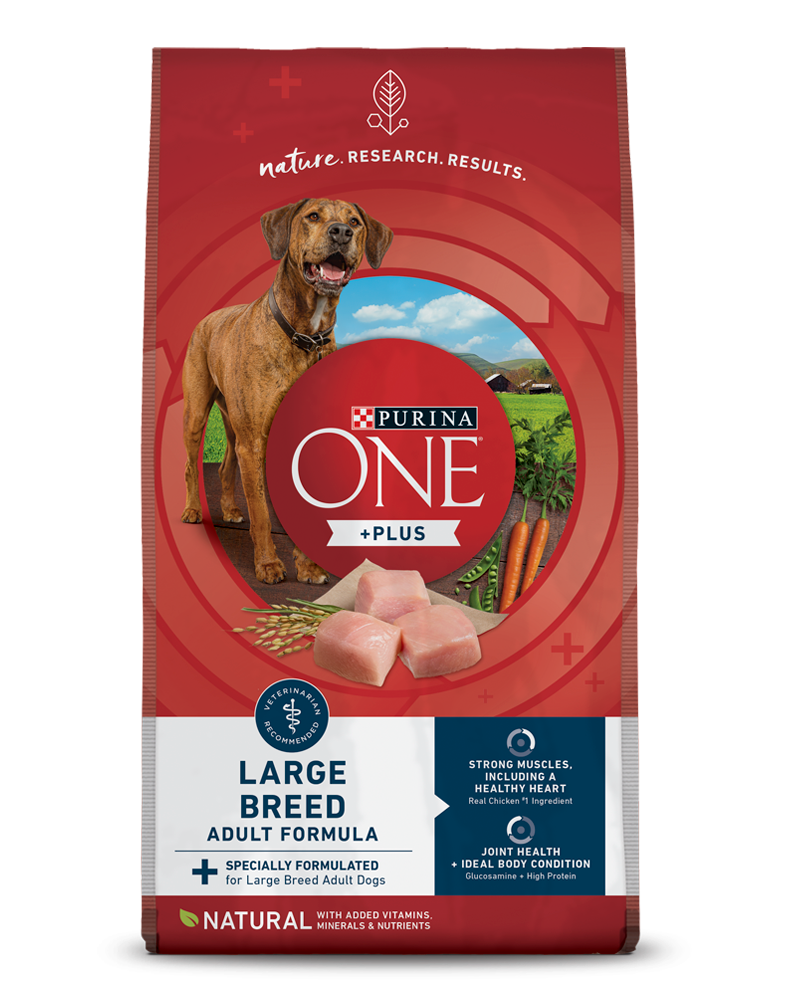 nature. RESEARCH. RESULTS.
PURINA
ONE®
+PLUS
VETERINARIAN
RECOMMENDED
LARGE
BREED
ADULT FORMULA
+ SPECIALLY FORMULATED
for Large Breed Adult Dogs
STRONG MUSCLES,
INCLUDING A
HEALTHY HEART
Real Chicken #1 Ingredient
JOINT HEALTH
+ IDEAL BODY CONDITION
Glucosamine + High Protein
NATURAL WITH ADDED VITAMINS,
MINERALS & NUTRIENTS